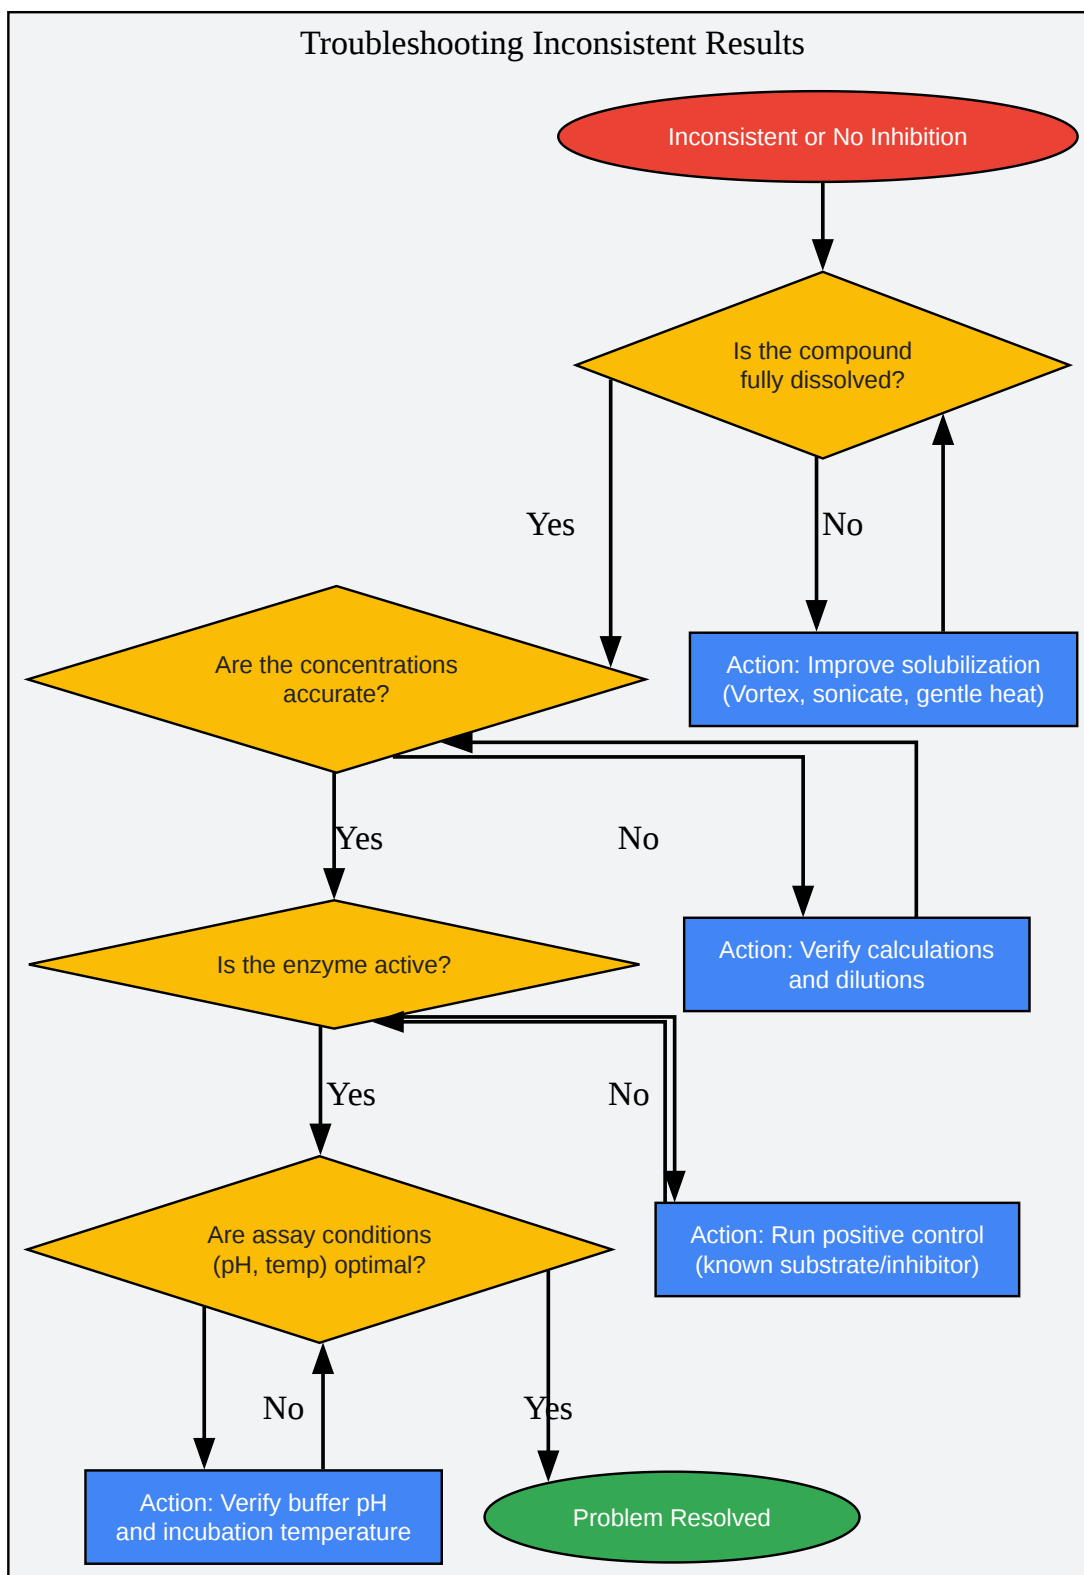 Troubleshooting Inconsistent Results
Inconsistent or No Inhibition
Is the compound
fully dissolved?
Yes
No
Are the concentrations
accurate?
Action: Improve solubilization
(Vortex, sonicate, gentle heat)
Yes
No
Is the enzyme active?
Action: Verify calculations
and dilutions
Yes
No
Are assay conditions
(pH, temp) optimal?
Action: Run positive control
(known substrate/inhibitor)
No
Yes
Action: Verify buffer pH
and incubation temperature
Problem Resolved